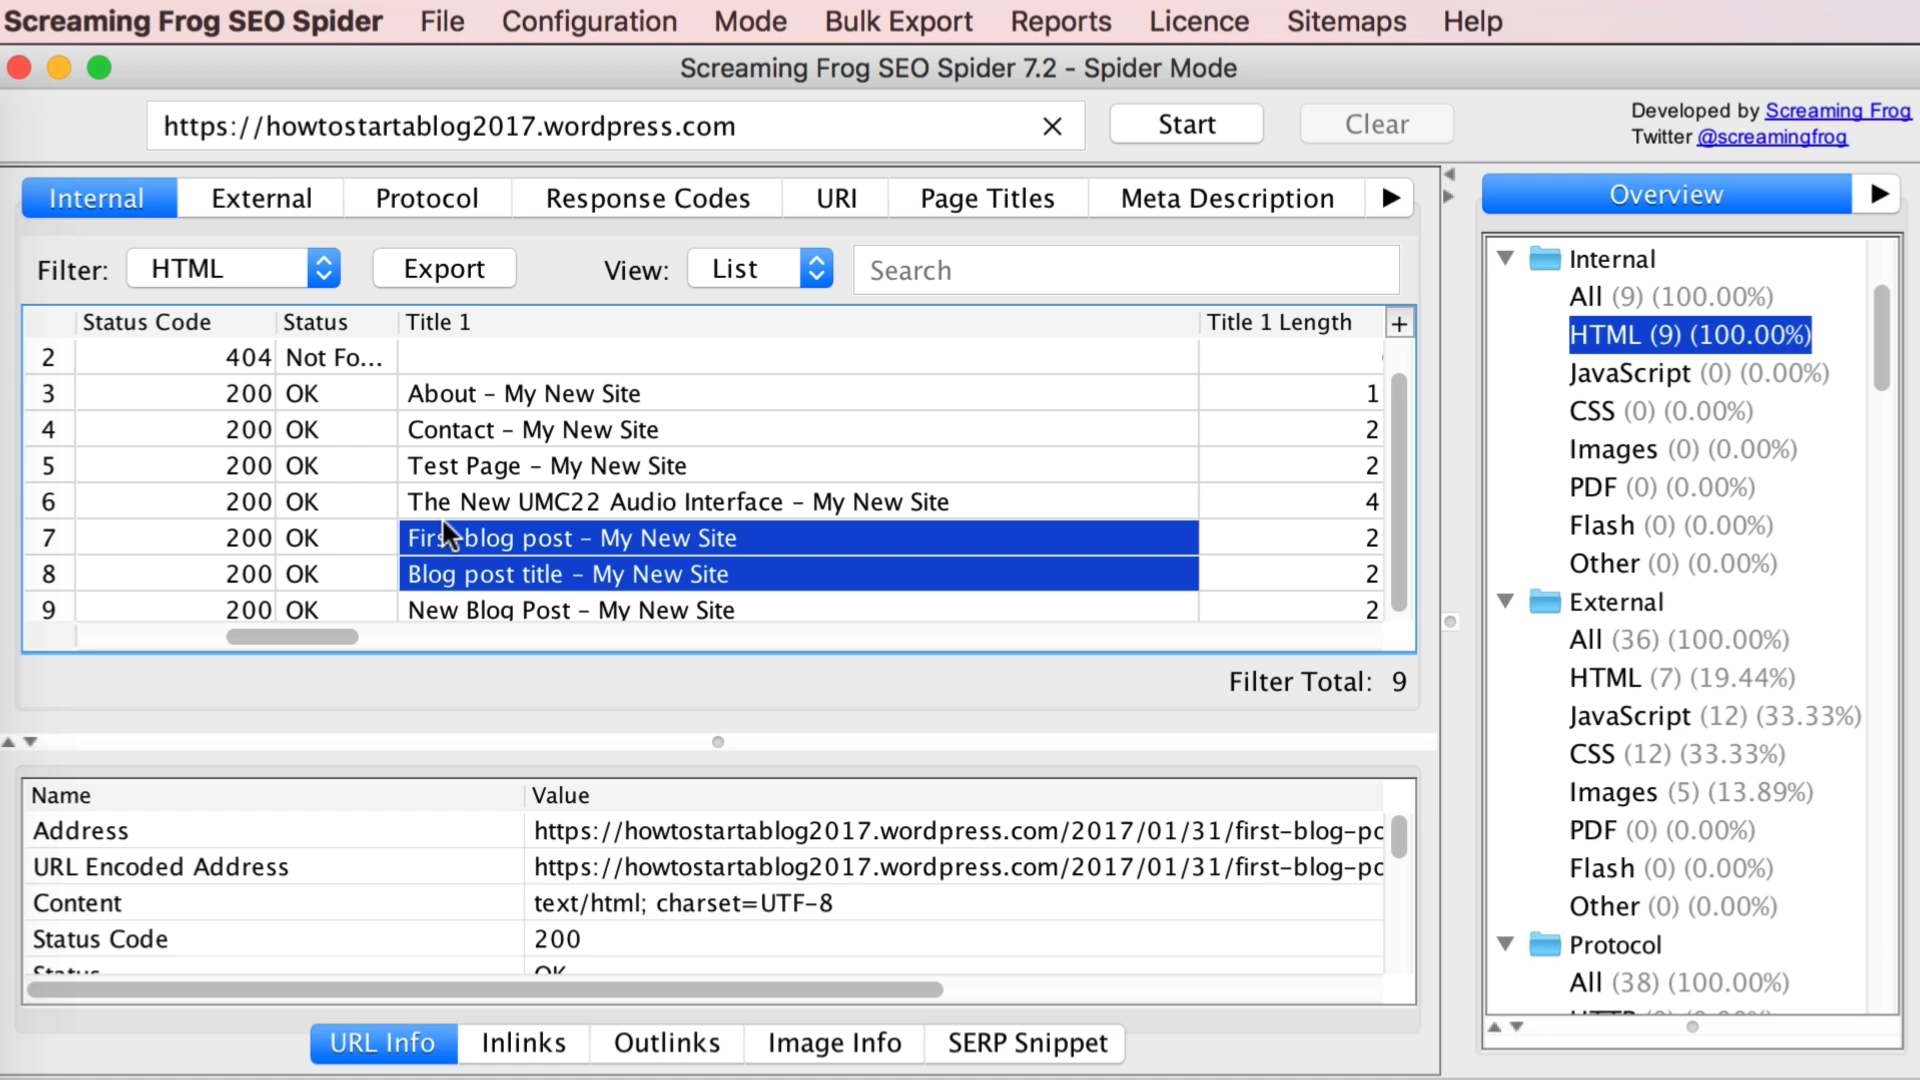 Screaming Frog SEO Spider File Configuration Mode Bulk Export Reports Licence Sitemaps Help
Screaming Frog SEO Spider 7.2 - Spider Mode
https://howtostartablog2017.wordpress.com Start Clear
Developed by Screaming Frog
Twitter @screamingfrog
Internal External Protocol Response Codes URI Page Titles Meta Description
Filter: HTML Export View: List Search
Status Code Status Title 1 Title 1 Length +
2 404 Not Fo...
3 200 OK About – My New Site 1
4 200 OK Contact – My New Site 2
5 200 OK Test Page – My New Site 2
6 200 OK The New UMC22 Audio Interface – My New Site 4
7 200 OK First blog post – My New Site 2
8 200 OK Blog post title – My New Site 2
9 200 OK New Blog Post – My New Site 2
Filter Total: 9
Name Value
Address https://howtostartablog2017.wordpress.com/2017/01/31/first-blog-po
URL Encoded Address https://howtostartablog2017.wordpress.com/2017/01/31/first-blog-po
Content text/html; charset=UTF-8
Status Code 200
Status OK
URL Info Inlinks Outlinks Image Info SERP Snippet
Overview
Internal
All (9) (100.00%)
HTML (9) (100.00%)
JavaScript (0) (0.00%)
CSS (0) (0.00%)
Images (0) (0.00%)
PDF (0) (0.00%)
Flash (0) (0.00%)
Other (0) (0.00%)
External
All (36) (100.00%)
HTML (7) (19.44%)
JavaScript (12) (33.33%)
CSS (12) (33.33%)
Images (5) (13.89%)
PDF (0) (0.00%)
Flash (0) (0.00%)
Other (0) (0.00%)
Protocol
All (38) (100.00%)